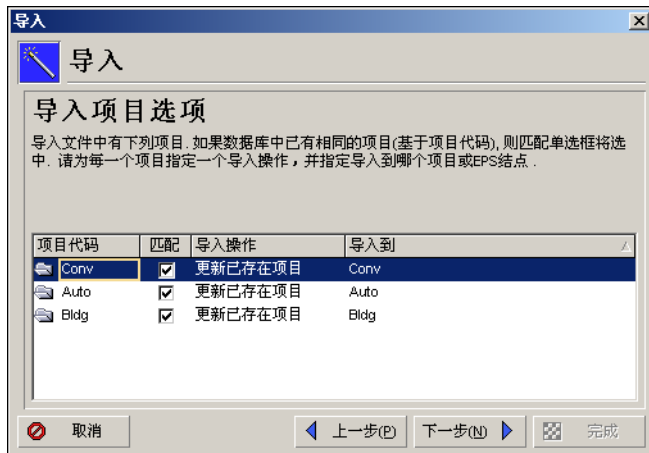 导入
导入
导入项目选项
导入文件中有下列项目.如果数据库中已有相同的项目(基于项目代码),则匹配单选框将选
中. 请为每一个项目指定一个导入操作，并指定导入到哪个项目或EPS结点 .
项目代码 匹配 导入操作 导入到
Conv 更新已存在项目 Conv
Auto 更新已存在项目 Auto
Bldg 更新已存在项目 Bldg
取消 上一步(P) 下一步(N) 完成